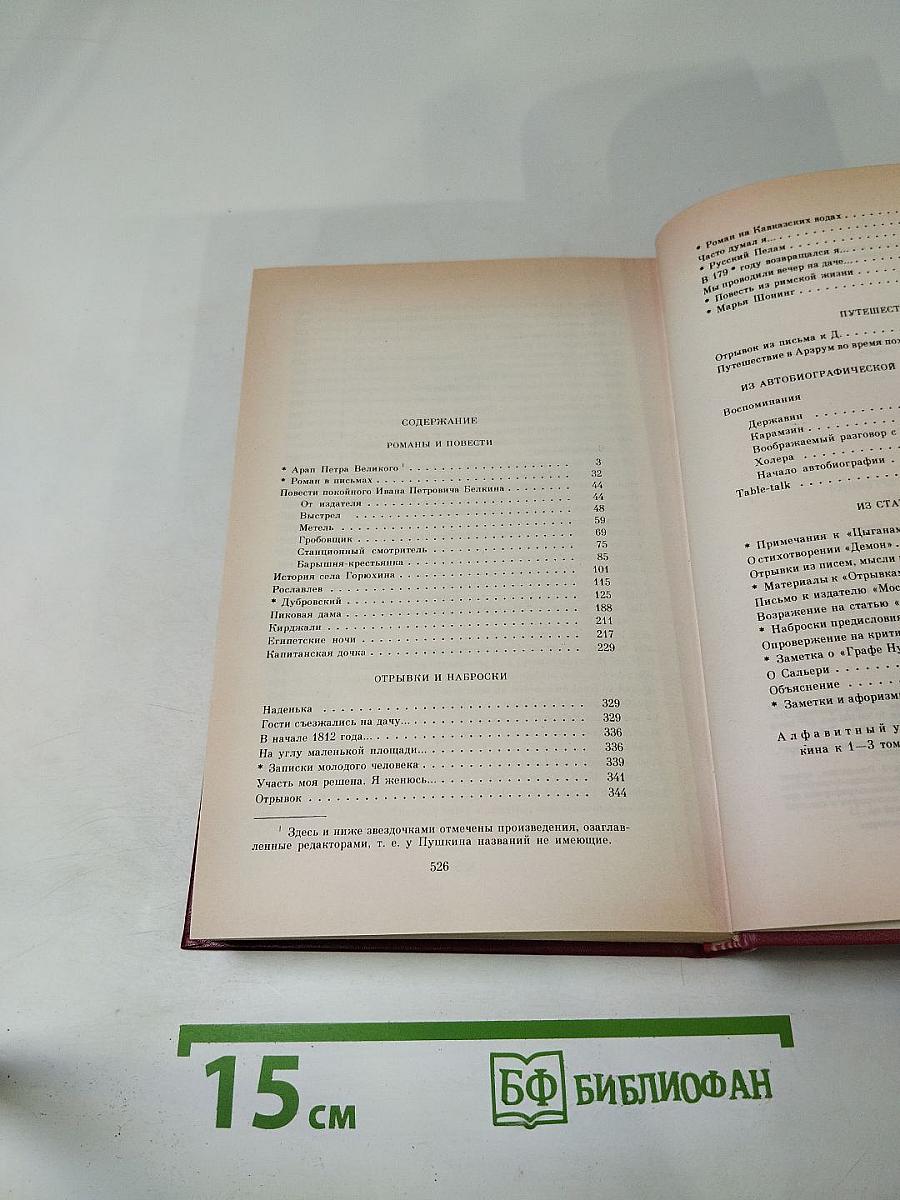 СОДЕРЖАНИЕ
РОМАНЫ И ПОВЕСТИ
* Арап Петра Великого ¹ . . . . . . . . . . . . . . . . . . . . 3
* Роман в письмах . . . . . . . . . . . . . . . . . . . . 32
Повести покойного Ивана Петровича Белкина . . . . . . . . 44
От издателя . . . . . . . . . . . . . . . . . . . . 44
Выстрел . . . . . . . . . . . . . . . . . . . . 48
Метель . . . . . . . . . . . . . . . . . . . . 59
Гробовщик . . . . . . . . . . . . . . . . . . . . 69
Станционный смотритель . . . . . . . . . . . . . . . 75
Барышня-крестьянка . . . . . . . . . . . . . . . . . 85
История села Горюхина . . . . . . . . . . . . . . . . . 101
Рославлев . . . . . . . . . . . . . . . . . . . . 115
* Дубровский . . . . . . . . . . . . . . . . . . . . 125
Пиковая дама . . . . . . . . . . . . . . . . . . . . 188
Кирджали . . . . . . . . . . . . . . . . . . . . 211
Египетские ночи . . . . . . . . . . . . . . . . . . . . 217
Капитанская дочка . . . . . . . . . . . . . . . . . . . . 229
ОТРЫВКИ И НАБРОСКИ
Наденька . . . . . . . . . . . . . . . . . . . . 329
Гости съезжались на дачу... . . . . . . . . . . . . . . . 329
В начале 1812 года... . . . . . . . . . . . . . . . . . 336
На углу маленькой площади... . . . . . . . . . . . . . . 336
* Записки молодого человека . . . . . . . . . . . . . . . 339
Участь моя решена. Я женюсь... . . . . . . . . . . . . . 341
Отрывок . . . . . . . . . . . . . . . . . . . . 344
¹ Здесь и ниже звездочками отмечены произведения, озаглав-
ленные редакторами, т. е. у Пушкина названий не имеющие.
526
* Роман на Кавказских водах . . . . .
Часто думал я... . . . . . . . . . .
* Русский Пелам . . . . . . . . . .
В 179 * году возвращался я... . . . .
Мы проводили вечер на даче... . . .
* Повесть из римской жизни . . . .
* Марья Шонинг . . . . . . . . . .
ПУТЕШЕСТ
Отрывок из письма к Д. . . . . . .
Путешествие в Арзрум во время пох
ИЗ АВТОБИОГРАФИЧЕСКОЙ
Воспоминания
Державин . . . . . . . .
Карамзин . . . . . . . .
Воображаемый разговор с
Холера . . . . . . . . .
Начало автобиографии . . .
Table-talk . . . . . . . . .
ИЗ СТА
* Примечания к «Цыганам
О стихотворении «Демон» .
Отрывки из писем, мысли
* Материалы к «Отрывкам
Письмо к издателю «Мос
Возражение на статью «
* Наброски предисловия
Опровержение на крити
* Заметка о «Графе Ну
О Сальери . . . . . .
Объяснение . . . . .
* Заметки и афоризм
Алфавитный у
кина к 1—3 том
15 см
БФ БИБЛИОФАН